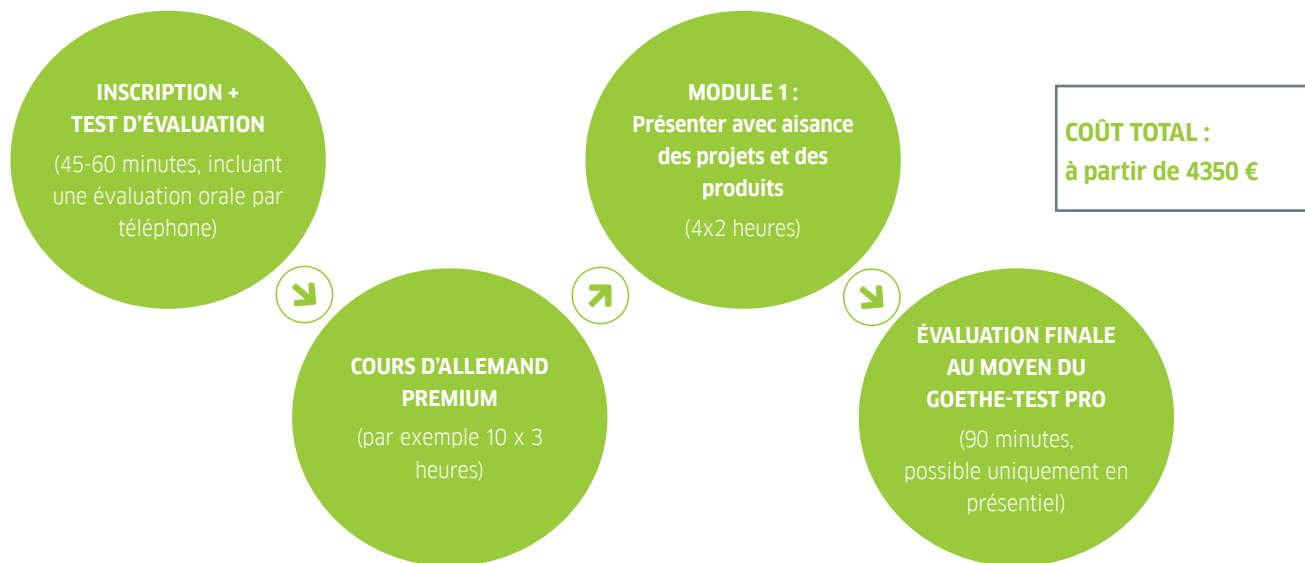 INSCRIPTION +
TEST D'ÉVALUATION
(45-60 minutes, incluant
une évaluation orale par
téléphone)
COURS D'ALLEMAND
PREMIUM
(par exemple 10 x 3
heures)
MODULE 1 :
Présenter avec aisance
des projets et des
produits
(4x2 heures)
ÉVALUATION FINALE
AU MOYEN DU
GOETHE-TEST PRO
(90 minutes,
possible uniquement en
présentiel)
COÛT TOTAL :
à partir de 4350 €